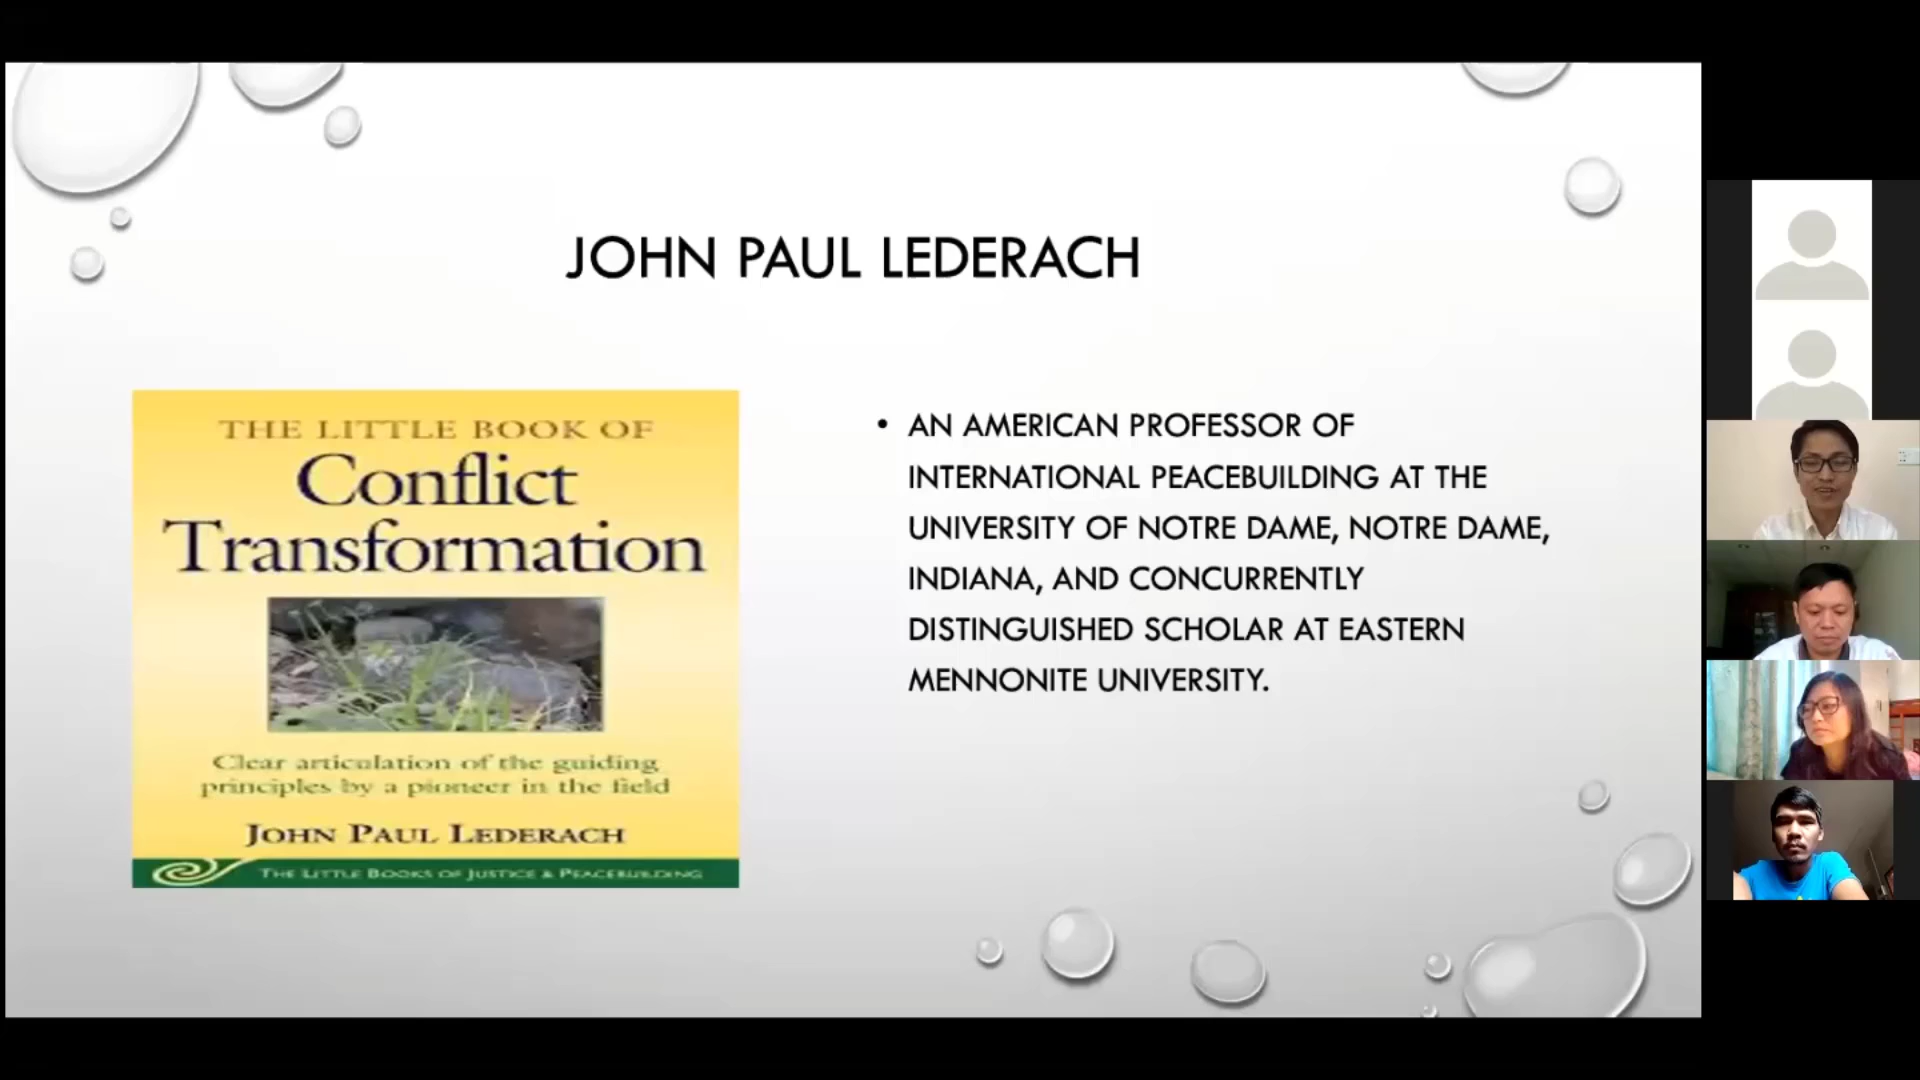 JOHN PAUL LEDERACH
THE LITTLE BOOK OF
Conflict
Transformation
Clear articulation of the guiding
principles by a pioneer in the field
JOHN PAUL LEDERACH
THE LITTLE BOOKS OF JUSTICE & PEACEBUILDING
• AN AMERICAN PROFESSOR OF
INTERNATIONAL PEACEBUILDING AT THE
UNIVERSITY OF NOTRE DAME, NOTRE DAME,
INDIANA, AND CONCURRENTLY
DISTINGUISHED SCHOLAR AT EASTERN
MENNONITE UNIVERSITY.